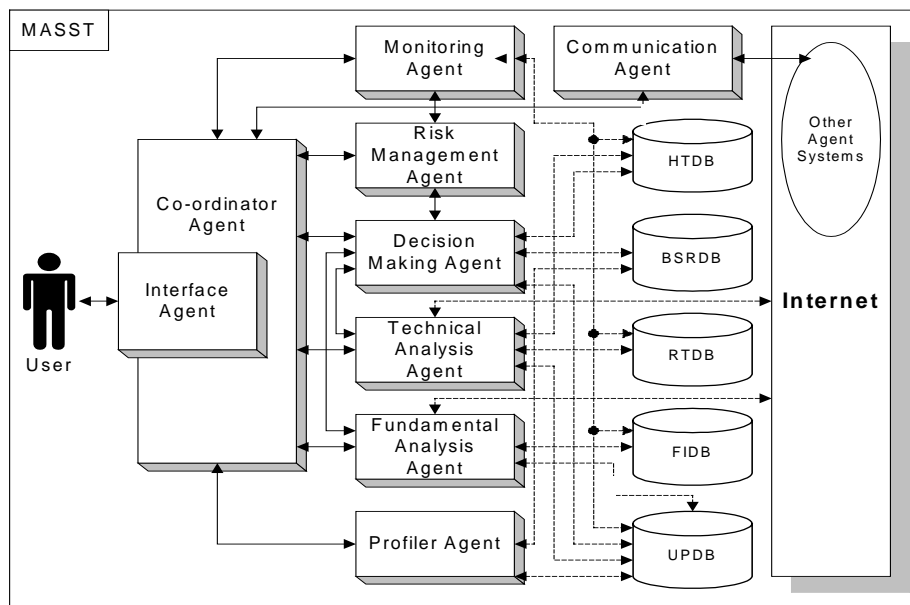 MASST
Monitoring
Agent
Communication
Agent
Other
Agent
Systems
Risk
Management
Agent
HTDB
Co-ordinator
Agent
Decision
Making Agent
BSRDB
Interface
Agent
Internet
User
Technical
Analysis
Agent
RTDB
Fundamental
Analysis
Agent
FIDB
Profiler Agent
UPDB